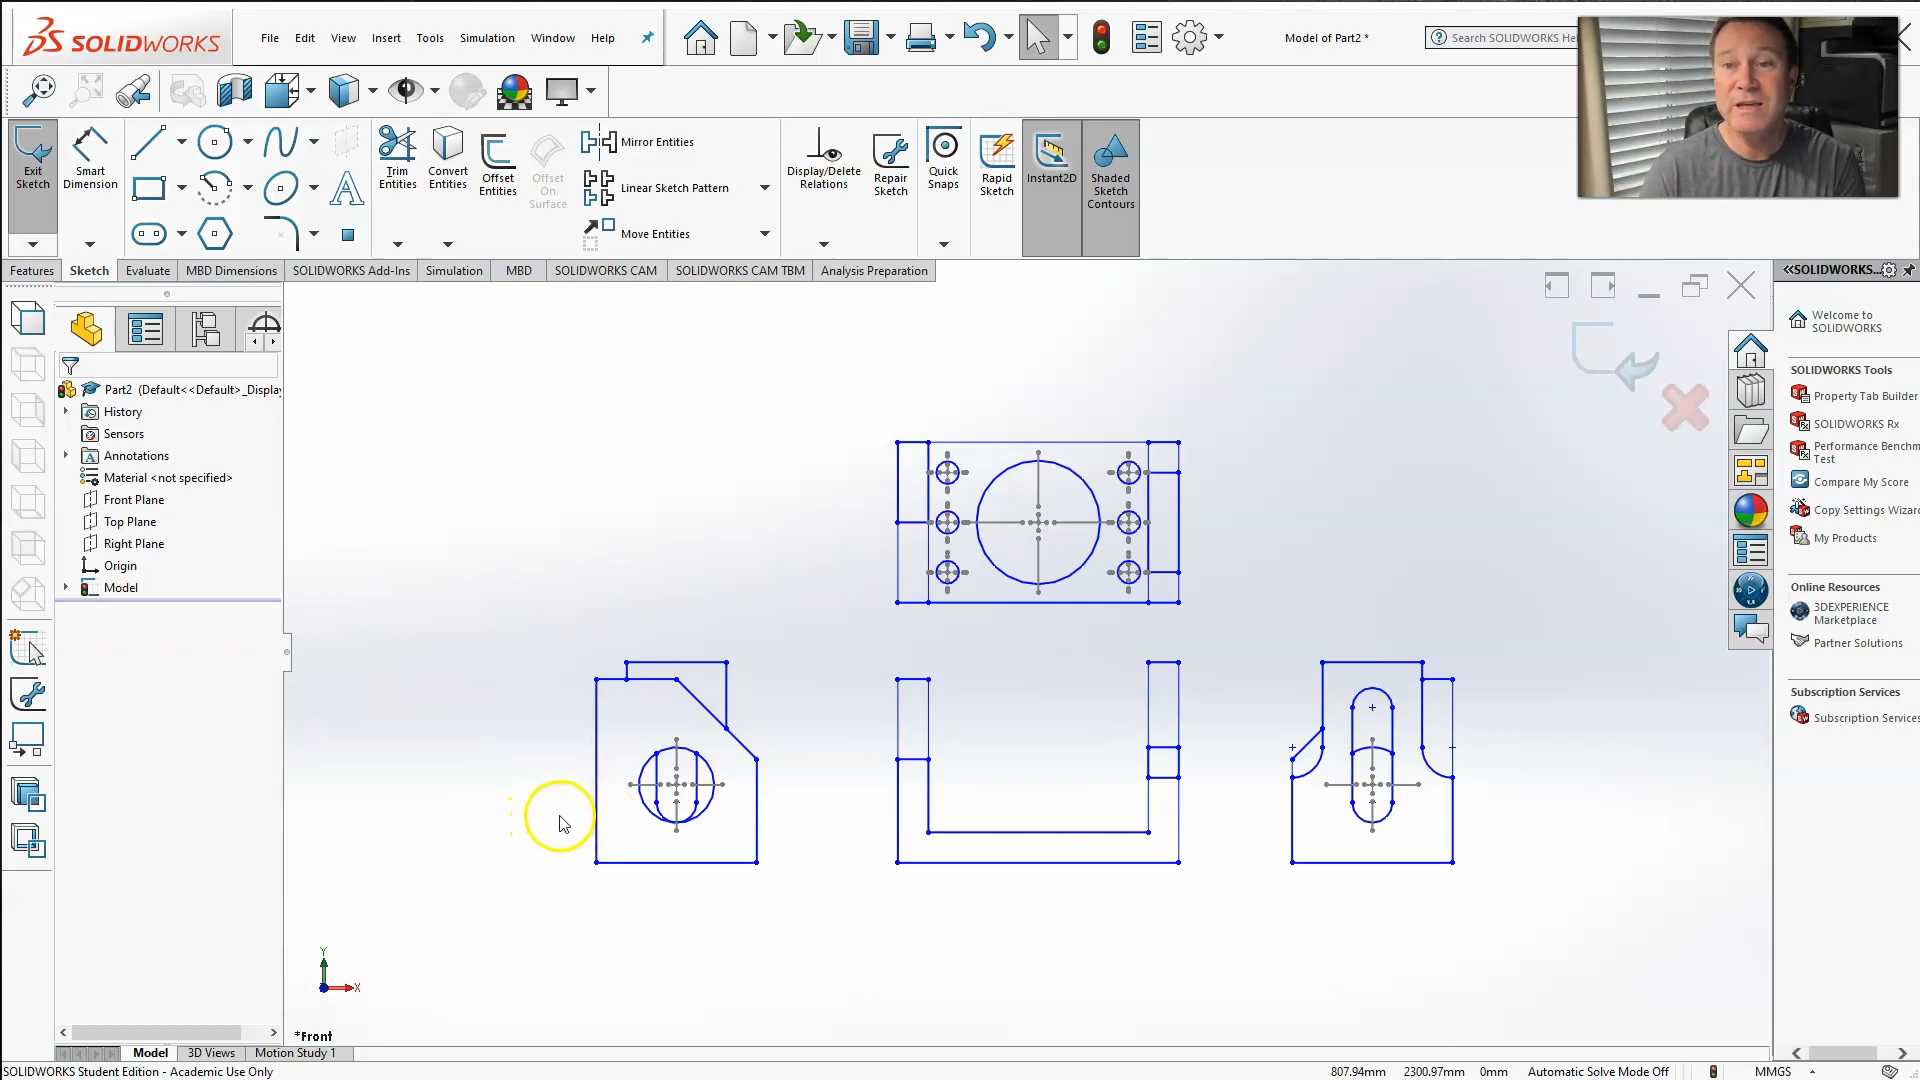 SOLIDWORKS
File Edit View Insert Tools Simulation Window Help
Model of Part2 *
Search SOLIDWORKS Hel
Exit Sketch
Smart Dimension
Trim Entities
Convert Entities
Offset Entities
Offset On Surface
Mirror Entities
Linear Sketch Pattern
Move Entities
Display/Delete Relations
Repair Sketch
Quick Snaps
Rapid Sketch
Instant2D
Shaded Sketch Contours
Features Sketch Evaluate MBD Dimensions SOLIDWORKS Add-Ins Simulation MBD SOLIDWORKS CAM SOLIDWORKS CAM TBM Analysis Preparation
Part2 (Default<<Default>_Displa
History
Sensors
Annotations
Material <not specified>
Front Plane
Top Plane
Right Plane
Origin
Model
Y
X
*Front
SOLIDWORKS...
Welcome to
SOLIDWORKS
SOLIDWORKS Tools
Property Tab Builder
SOLIDWORKS Rx
Performance Benchm
Test
Compare My Score
Copy Settings Wizard
My Products
Online Resources
3DEXPERIENCE
Marketplace
Partner Solutions
Subscription Services
Subscription Services
Model 3D Views Motion Study 1
SOLIDWORKS Student Edition - Academic Use Only
807.94mm 2300.97mm 0mm Automatic Solve Mode Off MMGS